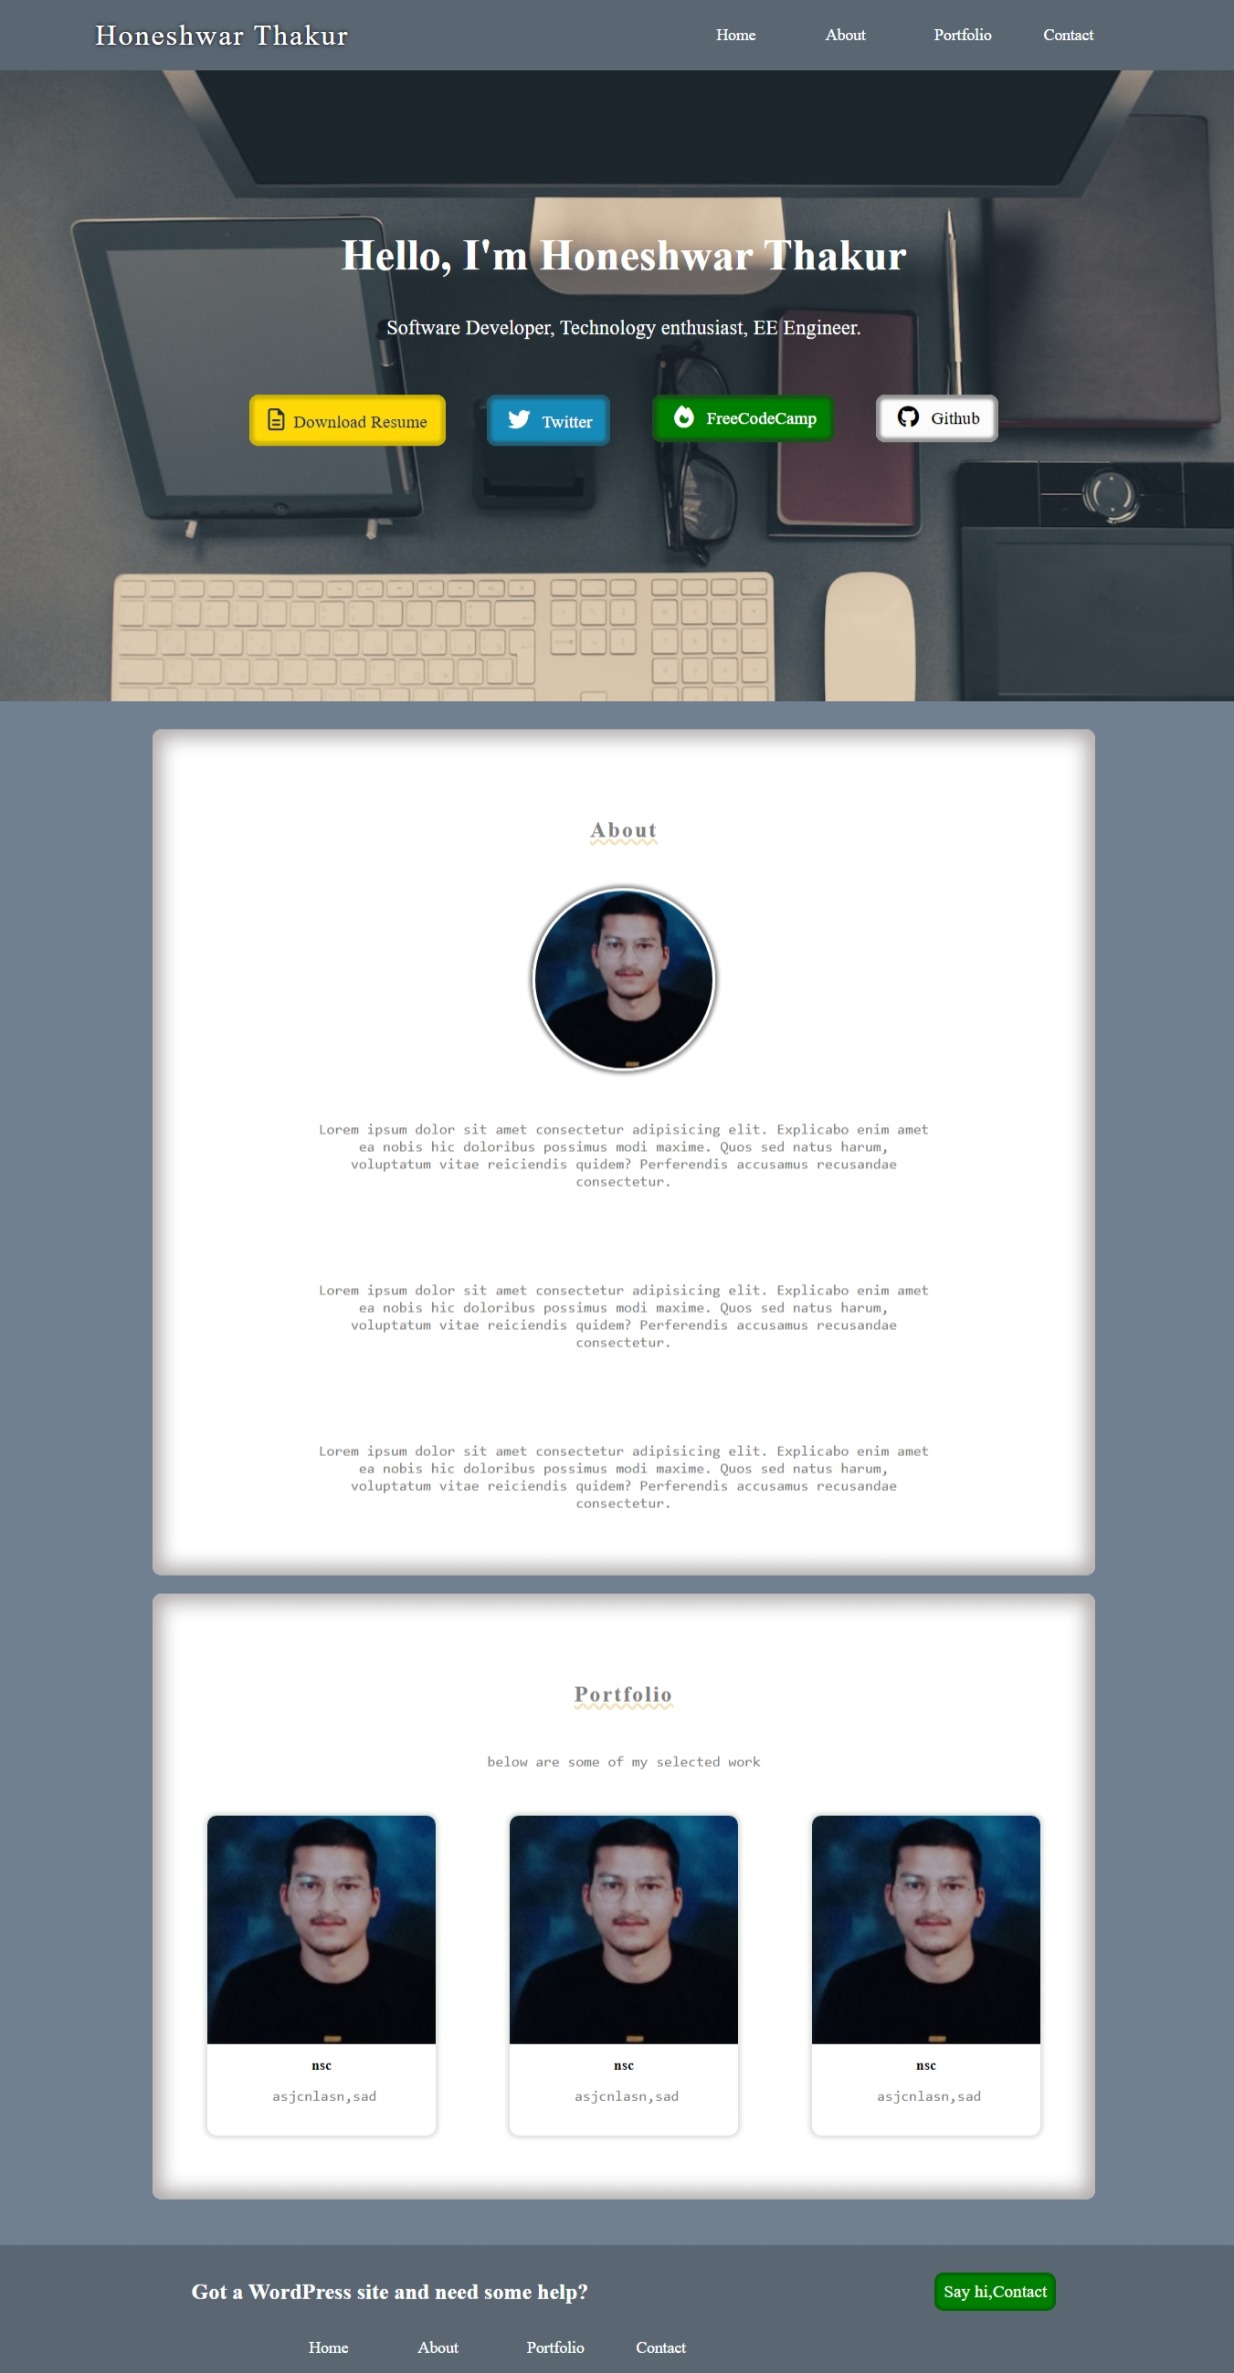 Honeshwar Thakur
Home About Portfolio Contact
Hello, I'm Honeshwar Thakur
Software Developer, Technology enthusiast, EE Engineer.
Download Resume Twitter FreeCodeCamp Github
About
Lorem ipsum dolor sit amet consectetur adipisicing elit. Explicabo enim amet
ea nobis hic doloribus possimus modi maxime. Quos sed natus harum,
voluptatum vitae reiciendis quidem? Perferendis accusamus recusandae
consectetur.
Lorem ipsum dolor sit amet consectetur adipisicing elit. Explicabo enim amet
ea nobis hic doloribus possimus modi maxime. Quos sed natus harum,
voluptatum vitae reiciendis quidem? Perferendis accusamus recusandae
consectetur.
Lorem ipsum dolor sit amet consectetur adipisicing elit. Explicabo enim amet
ea nobis hic doloribus possimus modi maxime. Quos sed natus harum,
voluptatum vitae reiciendis quidem? Perferendis accusamus recusandae
consectetur.
Portfolio
below are some of my selected work
nsc nsc nsc
asjcnlasn,sad asjcnlasn,sad asjcnlasn,sad
Got a WordPress site and need some help? Say hi,Contact
Home About Portfolio Contact